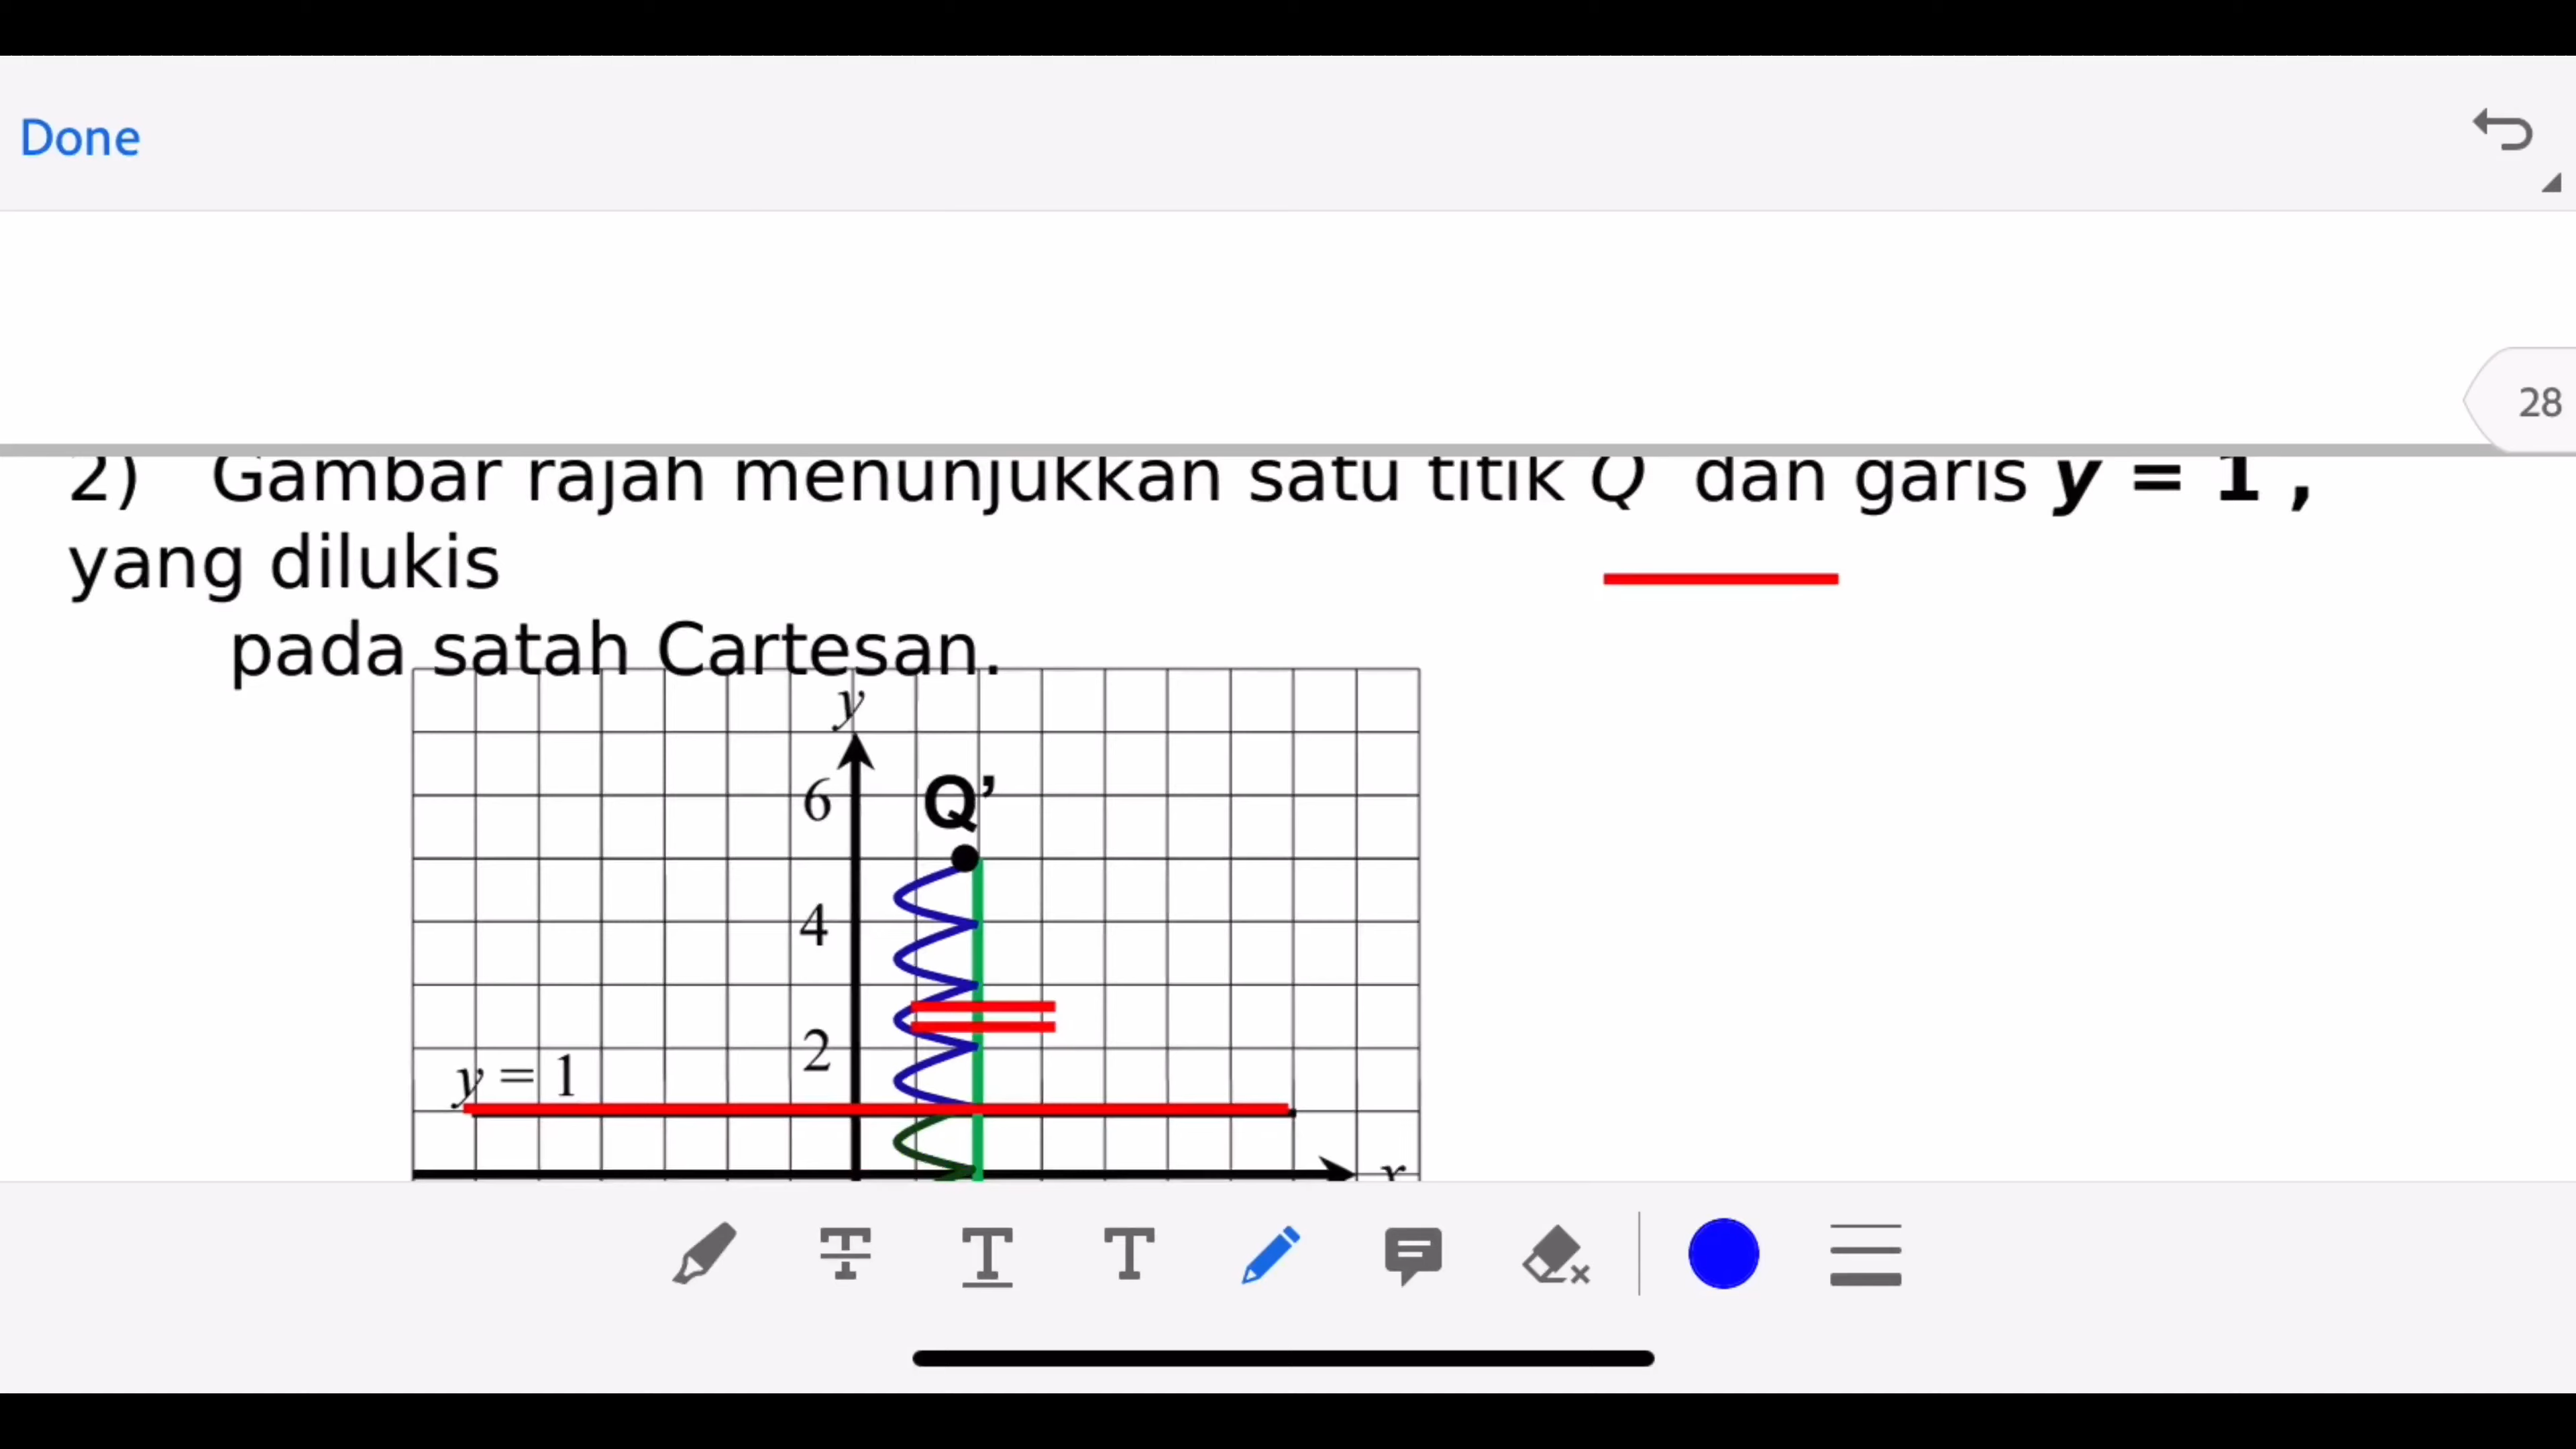 Done
28
2) Gambar rajah menunjukkan satu titik Q dan garis y = 1 ,
yang dilukis
pada satah Cartesan.
y
6
Q’
4
2
y = 1
x